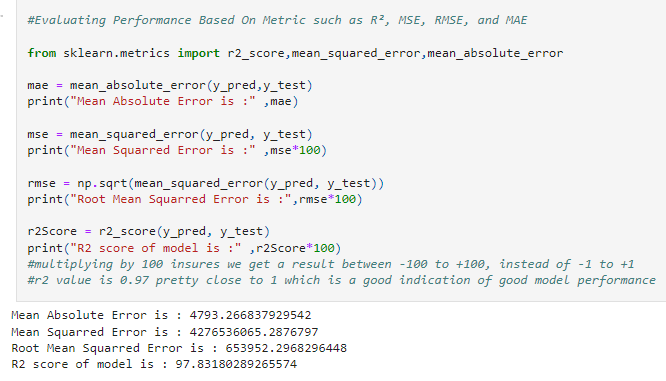 #Evaluating Performance Based On Metric such as R², MSE, RMSE, and MAE
from sklearn.metrics import r2_score,mean_squared_error,mean_absolute_error
mae = mean_absolute_error(y_pred,y_test)
print("Mean Absolute Error is :" ,mae)
mse = mean_squared_error(y_pred, y_test)
print("Mean Squarred Error is :" ,mse*100)
rmse = np.sqrt(mean_squared_error(y_pred, y_test))
print("Root Mean Squarred Error is :",rmse*100)
r2Score = r2_score(y_pred, y_test)
print("R2 score of model is :" ,r2Score*100)
#multiplying by 100 insures we get a result between -100 to +100, instead of -1 to +1
#r2 value is 0.97 pretty close to 1 which is a good indication of good model performance
Mean Absolute Error is : 4793.266837929542
Mean Squarred Error is : 4276536065.2876797
Root Mean Squarred Error is : 653952.2968296448
R2 score of model is : 97.83180289265574